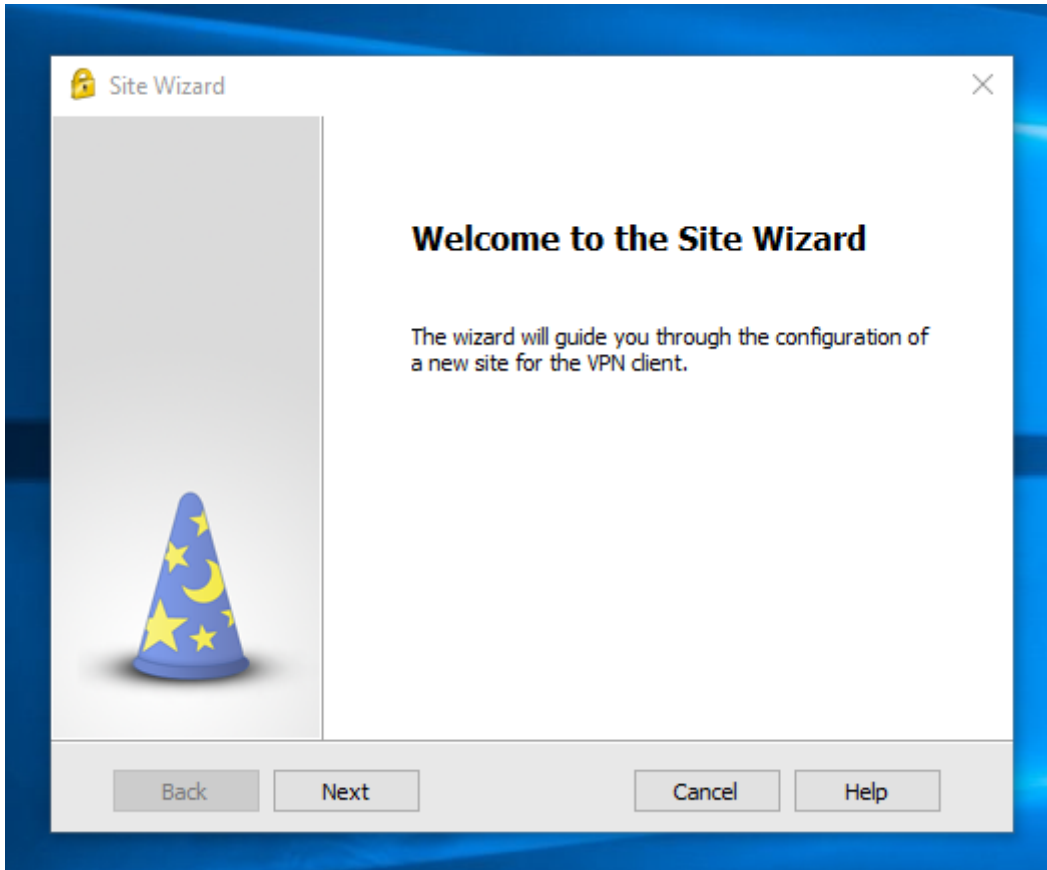 Site Wizard
Welcome to the Site Wizard
The wizard will guide you through the configuration of
a new site for the VPN client.
Back Next Cancel Help